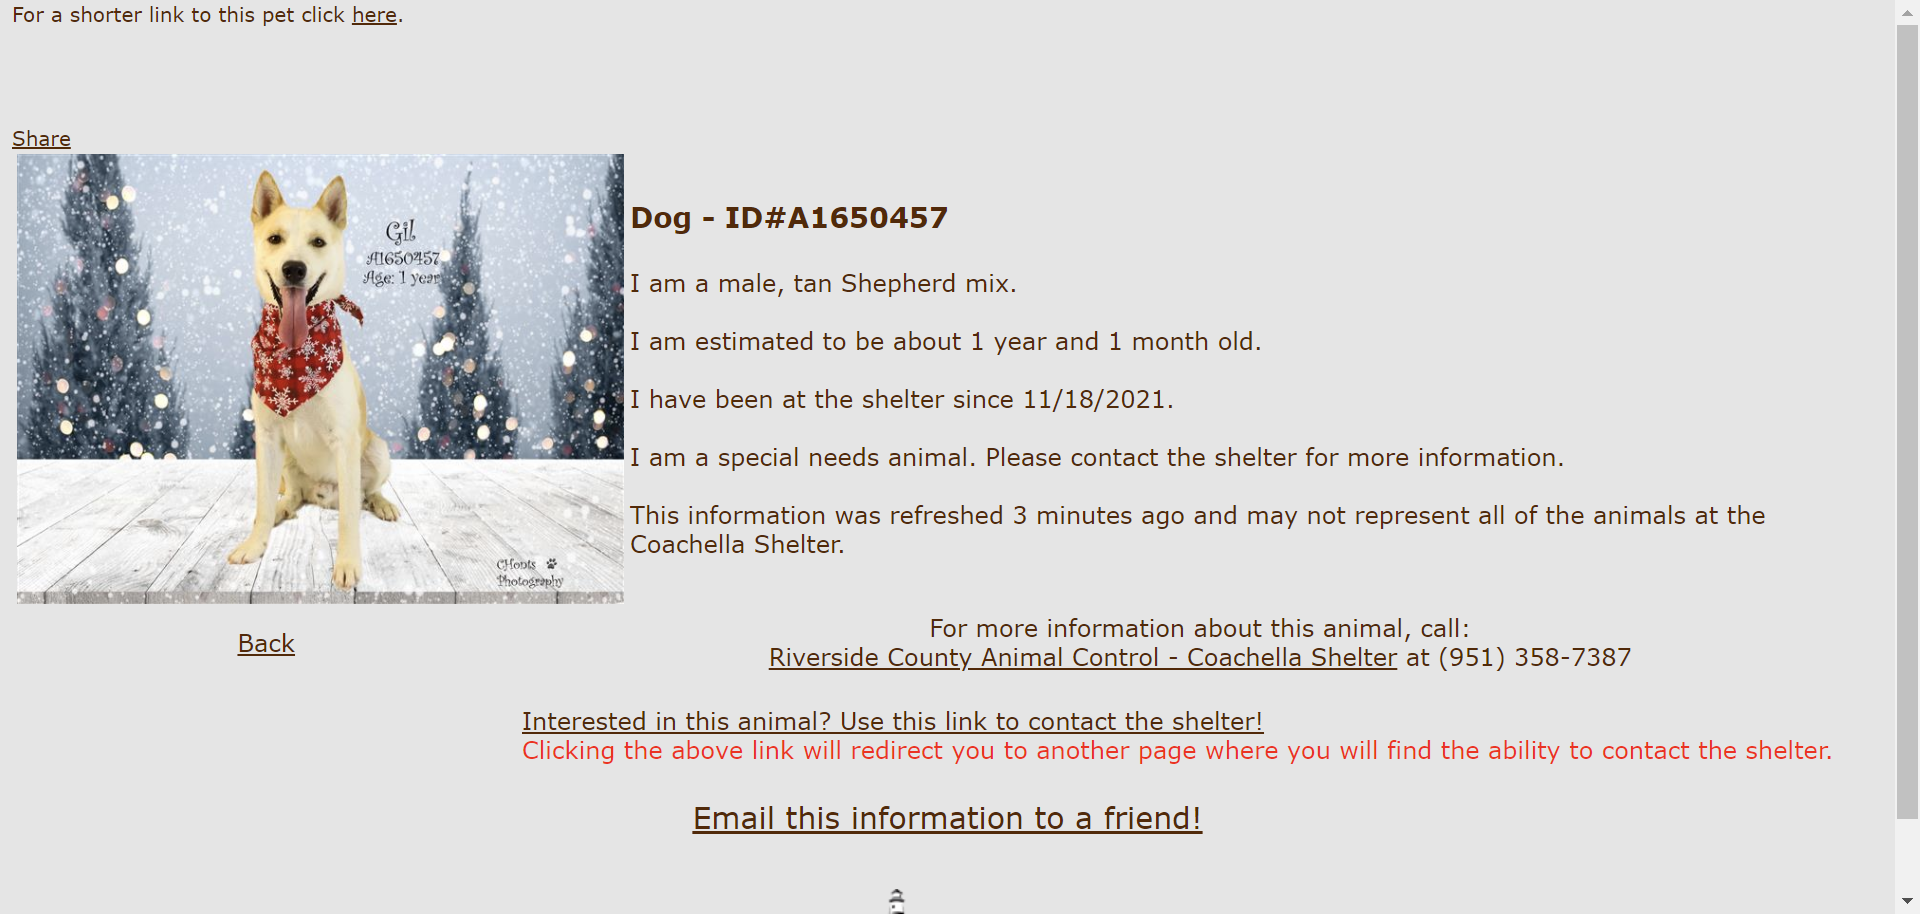 For a shorter link to this pet click here.
Share
Gil
A1650457
Age: 1 year
CHonts
Photography
Dog - ID#A1650457
I am a male, tan Shepherd mix.
I am estimated to be about 1 year and 1 month old.
I have been at the shelter since 11/18/2021.
I am a special needs animal. Please contact the shelter for more information.
This information was refreshed 3 minutes ago and may not represent all of the animals at the
Coachella Shelter.
Back
For more information about this animal, call:
Riverside County Animal Control - Coachella Shelter at (951) 358-7387
Interested in this animal? Use this link to contact the shelter!
Clicking the above link will redirect you to another page where you will find the ability to contact the shelter.
Email this information to a friend!